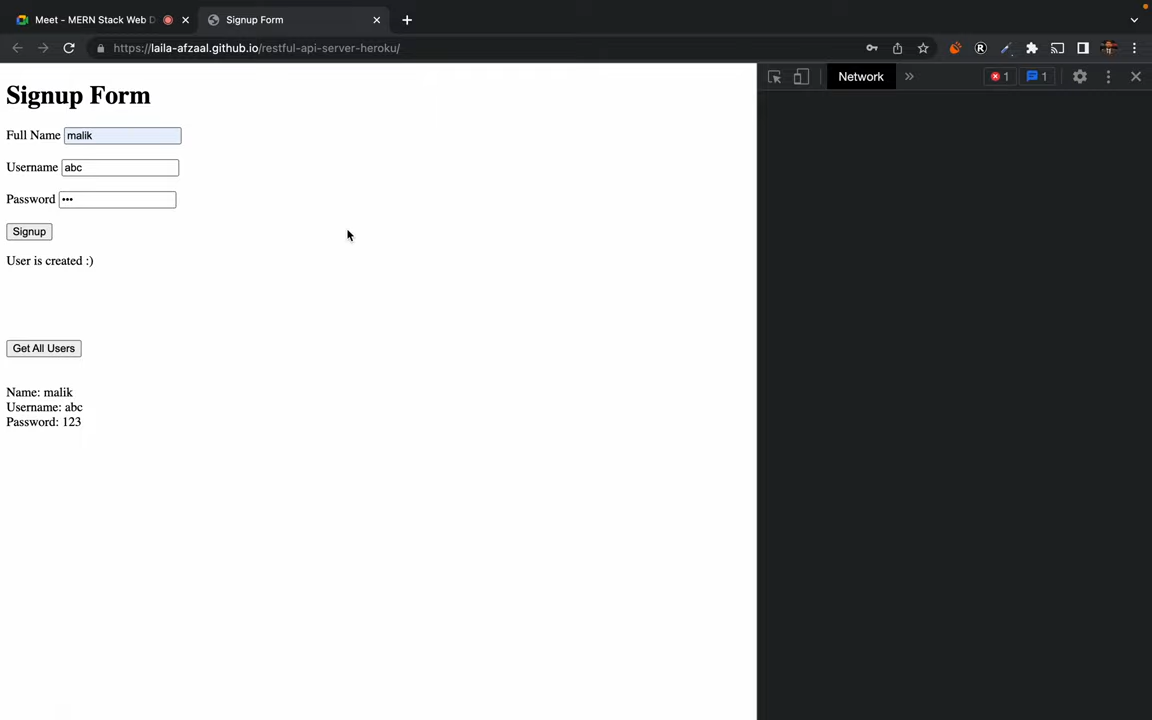 Meet - MERN Stack Web D
Signup Form
https://laila-afzaal.github.io/restful-api-server-heroku/
Network
1
1
Signup Form
Full Name malik
Username abc
Password •••
Signup
User is created :)
Get All Users
Name: malik
Username: abc
Password: 123